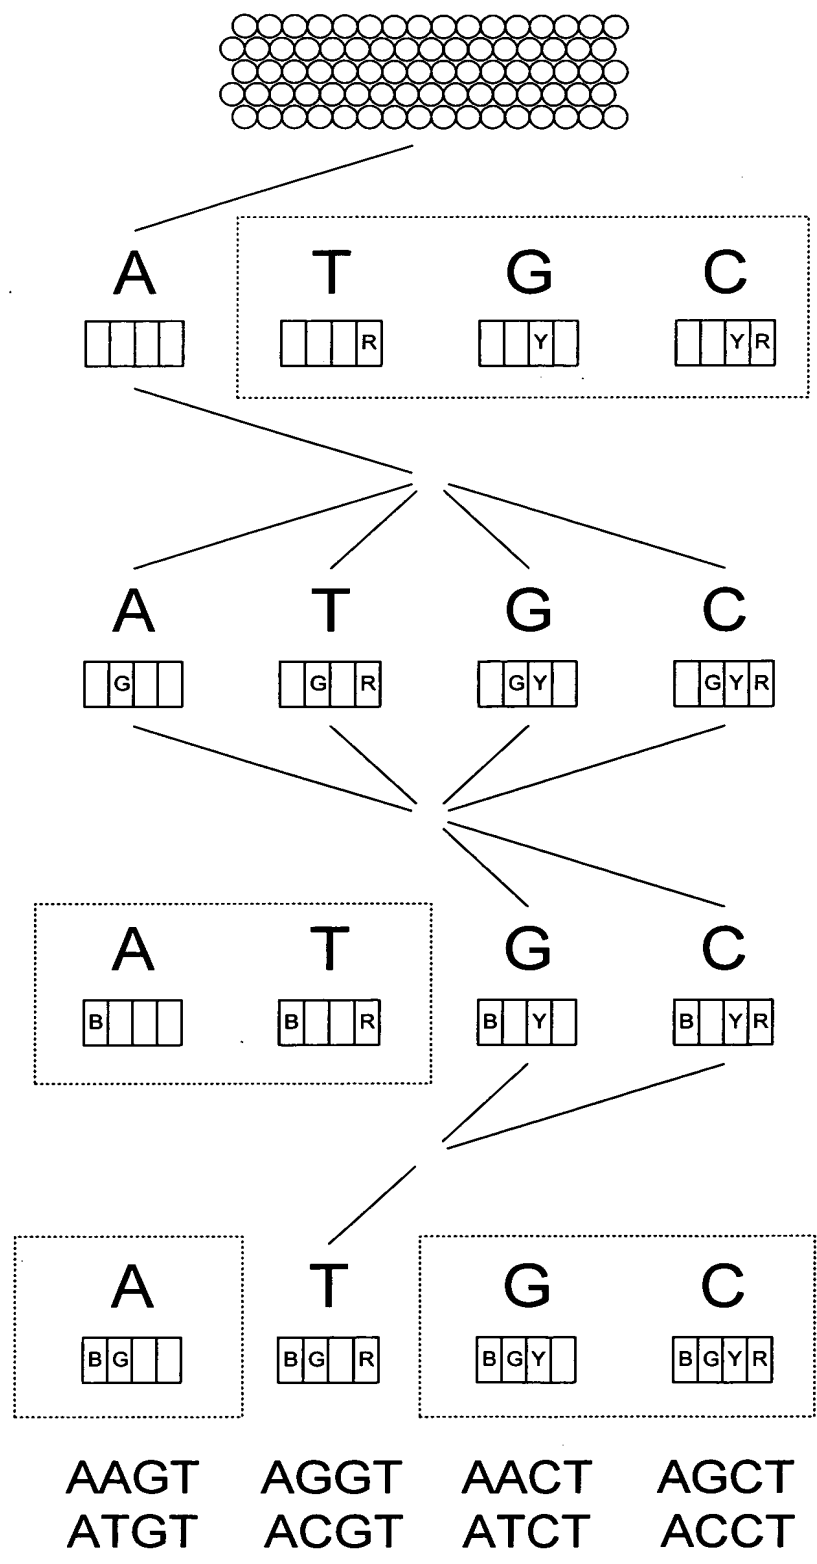 A T G C
R Y Y R
A T G C
G G R G Y G Y R
A T G C
B B R B Y B Y R
A T G C
B G B G R B G Y B G Y R
AAGT AGGT AACT AGCT
ATGT ACGT ATCT ACCT